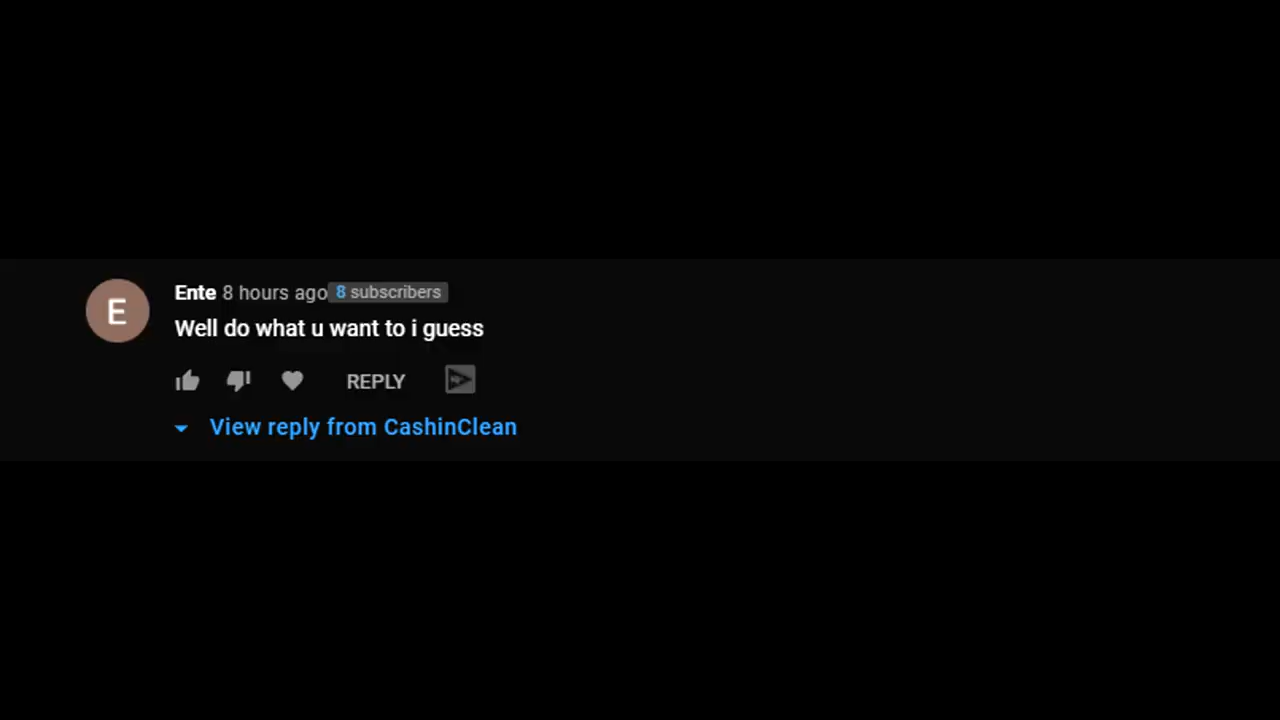 E
Ente 8 hours ago 8 subscribers
Well do what u want to i guess
REPLY
View reply from CashinClean